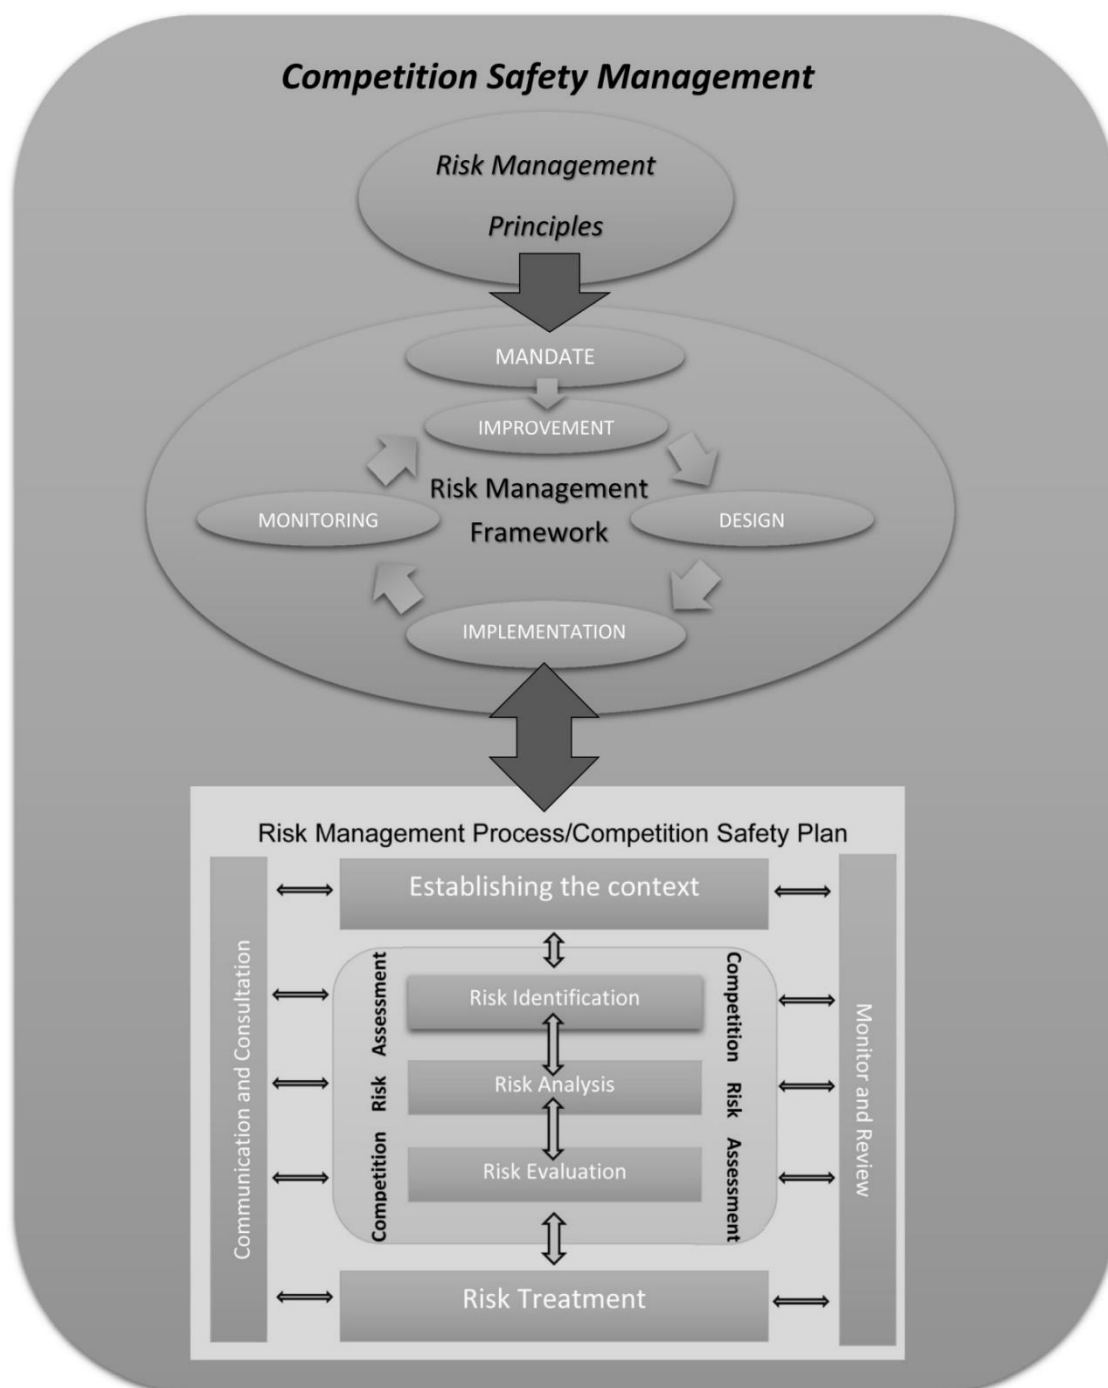 Competition Safety Management
Risk Management
Principles
MANDATE
IMPROVEMENT
Risk Management
Framework
MONITORING
DESIGN
IMPLEMENTATION
Risk Management Process/Competition Safety Plan
Establishing the context
Communication and Consultation
Competition Risk Assessment
Risk Identification
Risk Analysis
Risk Evaluation
Competition Risk Assessment
Monitor and Review
Risk Treatment